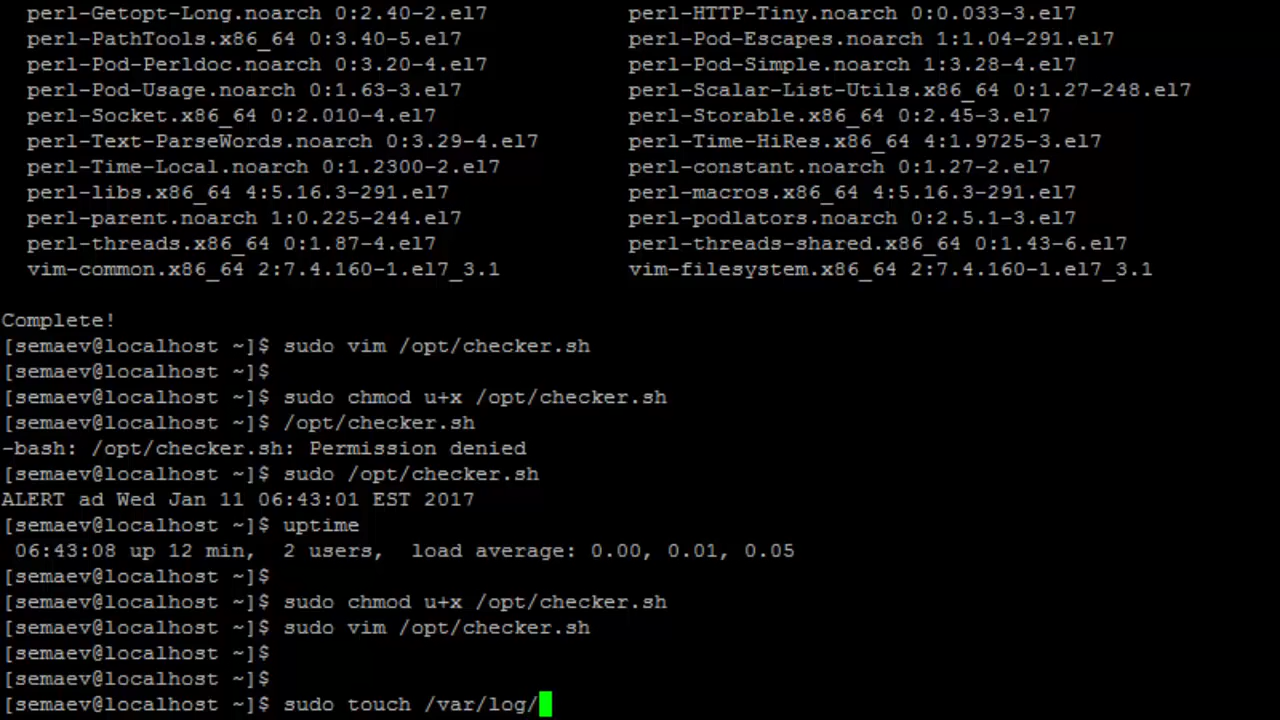 perl-Getopt-Long.noarch 0:2.40-2.el7 perl-HTTP-Tiny.noarch 0:0.033-3.el7
perl-PathTools.x86_64 0:3.40-5.el7 perl-Pod-Escapes.noarch 1:1.04-291.el7
perl-Pod-Perldoc.noarch 0:3.20-4.el7 perl-Pod-Simple.noarch 1:3.28-4.el7
perl-Pod-Usage.noarch 0:1.63-3.el7 perl-Scalar-List-Utils.x86_64 0:1.27-248.el7
perl-Socket.x86_64 0:2.010-4.el7 perl-Storable.x86_64 0:2.45-3.el7
perl-Text-ParseWords.noarch 0:3.29-4.el7 perl-Time-HiRes.x86_64 4:1.9725-3.el7
perl-Time-Local.noarch 0:1.2300-2.el7 perl-constant.noarch 0:1.27-2.el7
perl-libs.x86_64 4:5.16.3-291.el7 perl-macros.x86_64 4:5.16.3-291.el7
perl-parent.noarch 1:0.225-244.el7 perl-podlators.noarch 0:2.5.1-3.el7
perl-threads.x86_64 0:1.87-4.el7 perl-threads-shared.x86_64 0:1.43-6.el7
vim-common.x86_64 2:7.4.160-1.el7_3.1 vim-filesystem.x86_64 2:7.4.160-1.el7_3.1
Complete!
[semaev@localhost ~]$ sudo vim /opt/checker.sh
[semaev@localhost ~]$
[semaev@localhost ~]$ sudo chmod u+x /opt/checker.sh
[semaev@localhost ~]$ /opt/checker.sh
-bash: /opt/checker.sh: Permission denied
[semaev@localhost ~]$ sudo /opt/checker.sh
ALERT ad Wed Jan 11 06:43:01 EST 2017
[semaev@localhost ~]$ uptime
06:43:08 up 12 min, 2 users, load average: 0.00, 0.01, 0.05
[semaev@localhost ~]$
[semaev@localhost ~]$ sudo chmod u+x /opt/checker.sh
[semaev@localhost ~]$ sudo vim /opt/checker.sh
[semaev@localhost ~]$
[semaev@localhost ~]$
[semaev@localhost ~]$ sudo touch /var/log/